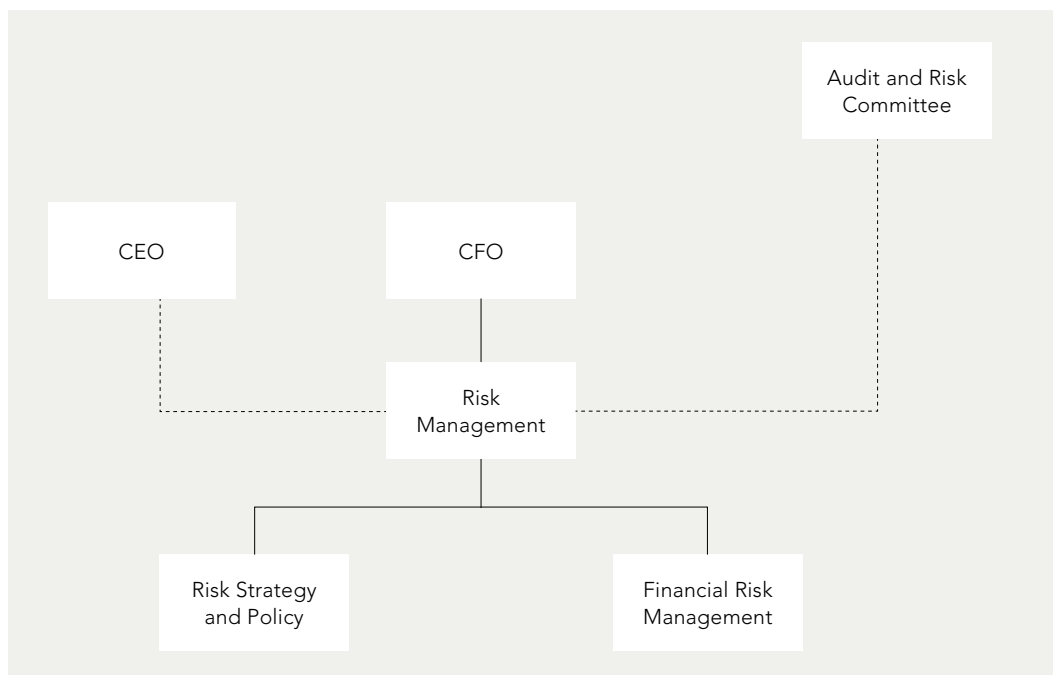 Audit and Risk
Committee
CEO
CFO
Risk
Management
Risk Strategy
and Policy
Financial Risk
Management